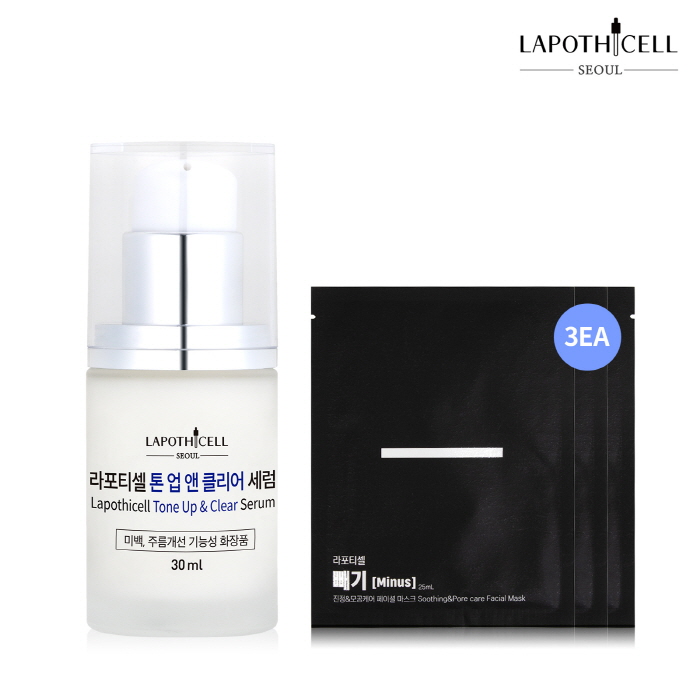 LAPOTHICELL
SEOUL
LAPOTHICELL
SEOUL
라포티셀 톤 업 앤 클리어 세럼
Lapothicell Tone Up & Clear Serum
미백, 주름개선 기능성 화장품
30 ml
3EA
라포티셀
빼기 [Minus] 25mL
진정&모공케어 페이셜 마스크 Soothing&Pore care Facial Mask